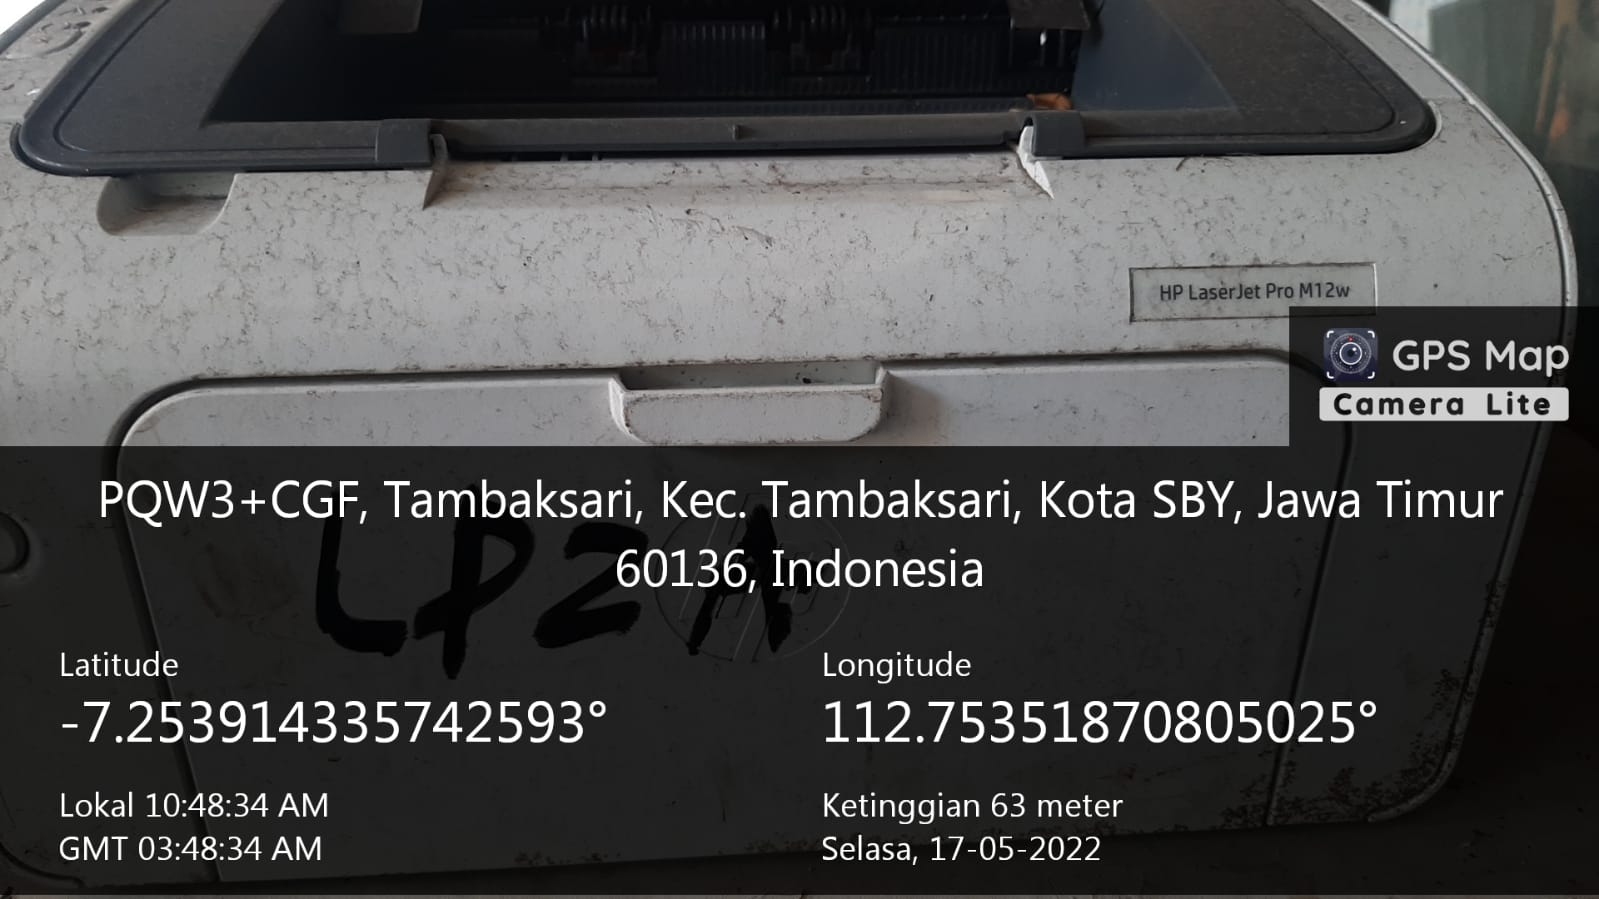 HP LaserJet Pro M12w
GPS Map
Camera Lite
PQW3+CGF, Tambaksari, Kec. Tambaksari, Kota SBY, Jawa Timur
60136, Indonesia
LP2A
hp
Latitude
-7.253914335742593°
Longitude
112.75351870805025°
Lokal 10:48:34 AM
GMT 03:48:34 AM
Ketinggian 63 meter
Selasa, 17-05-2022